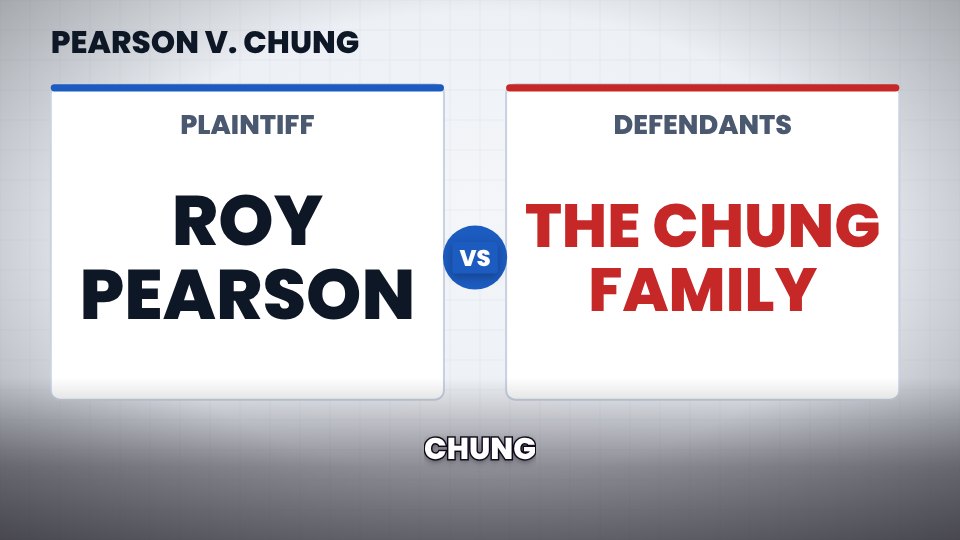 PEARSON V. CHUNG
PLAINTIFF
ROY
PEARSON
VS
DEFENDANTS
THE CHUNG
FAMILY
CHUNG